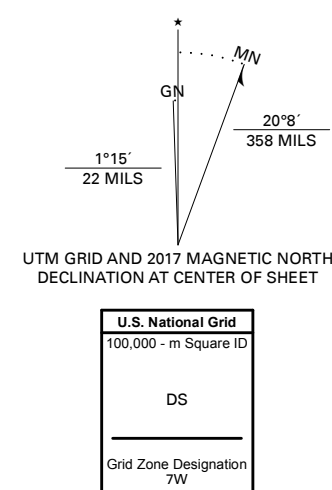 ★
MN
GN
20°8´
358 MILS
1°15´
22 MILS
UTM GRID AND 2017 MAGNETIC NORTH
DECLINATION AT CENTER OF SHEET
U.S. National Grid
100,000 - m Square ID
DS
Grid Zone Designation
7W